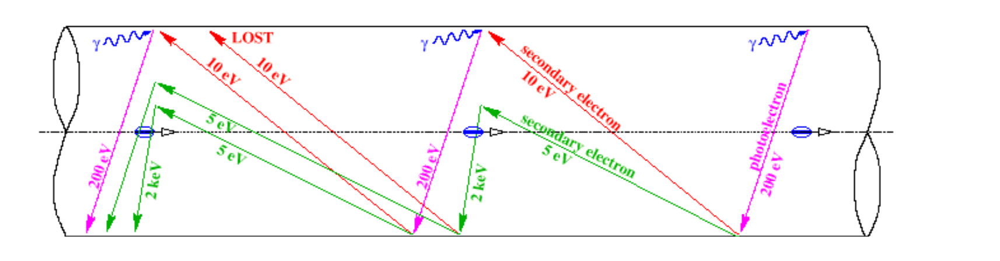 γ
LOST
10 eV
10 eV
5 eV
5 eV
200 eV
2 keV
γ
secondary electron
10 eV
secondary electron
5 eV
200 eV
2 keV
γ
photoelectron
200 eV